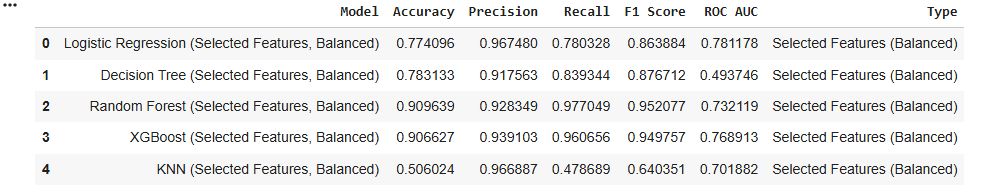 ...
Model Accuracy Precision Recall F1 Score ROC AUC Type
0 Logistic Regression (Selected Features, Balanced) 0.774096 0.967480 0.780328 0.863884 0.781178 Selected Features (Balanced)
1 Decision Tree (Selected Features, Balanced) 0.783133 0.917563 0.839344 0.876712 0.493746 Selected Features (Balanced)
2 Random Forest (Selected Features, Balanced) 0.909639 0.928349 0.977049 0.952077 0.732119 Selected Features (Balanced)
3 XGBoost (Selected Features, Balanced) 0.906627 0.939103 0.960656 0.949757 0.768913 Selected Features (Balanced)
4 KNN (Selected Features, Balanced) 0.506024 0.966887 0.478689 0.640351 0.701882 Selected Features (Balanced)